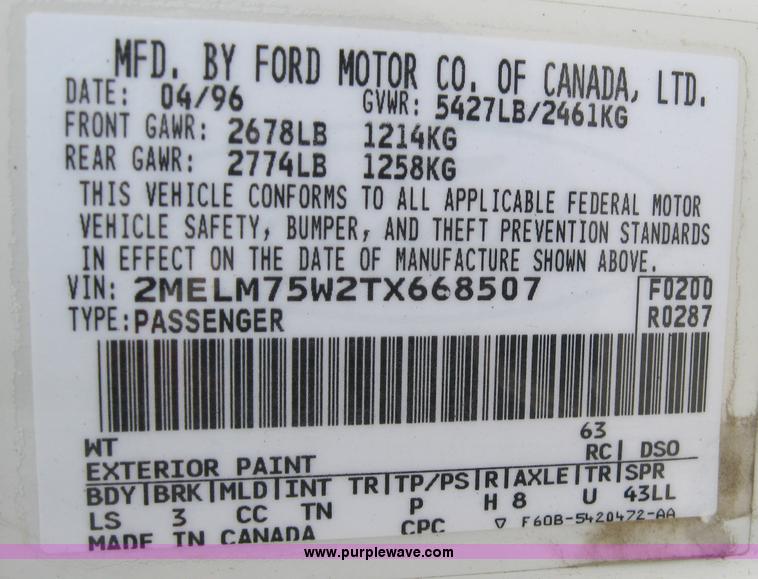 MFD. BY FORD MOTOR CO. OF CANADA, LTD.
DATE: 04/96 GVWR: 5427LB/2461KG
FRONT GAWR: 2678LB 1214KG
REAR GAWR: 2774LB 1258KG
THIS VEHICLE CONFORMS TO ALL APPLICABLE FEDERAL MOTOR
VEHICLE SAFETY, BUMPER, AND THEFT PREVENTION STANDARDS
IN EFFECT ON THE DATE OF MANUFACTURE SHOWN ABOVE.
VIN: 2MELM75W2TX668507 F0200
TYPE: PASSENGER R0287
WT 63
EXTERIOR PAINT RC| DSO
BDY|BRK|MLD|INT TR|TP/PS|R|AXLE|TR|SPR
LS 3 CC TN P H 8 U 43LL
MADE IN CANADA CPC ▽ F60B-5420472-AA
www.purplewave.com